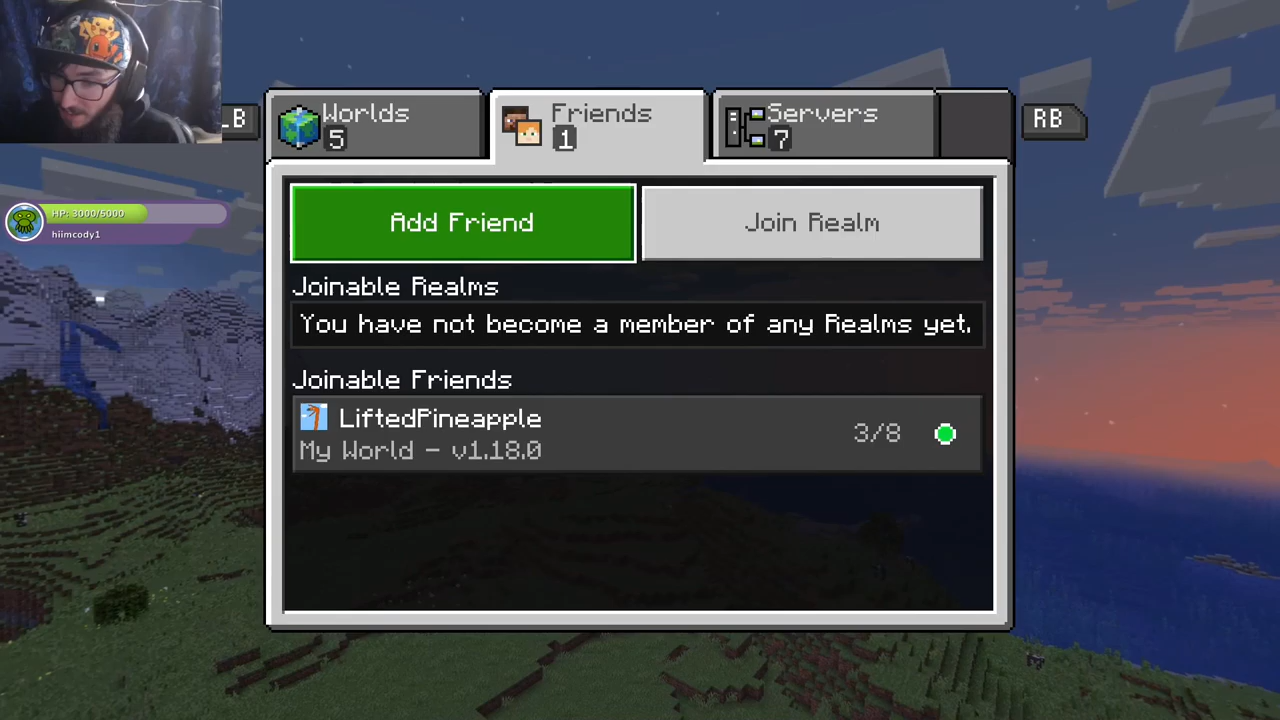 LB
Worlds
5
Friends
1
Servers
7
RB
HP: 3000/5000
hiimcody1
Add Friend
Join Realm
Joinable Realms
You have not become a member of any Realms yet.
Joinable Friends
LiftedPineapple
My World - v1.18.0
3/8